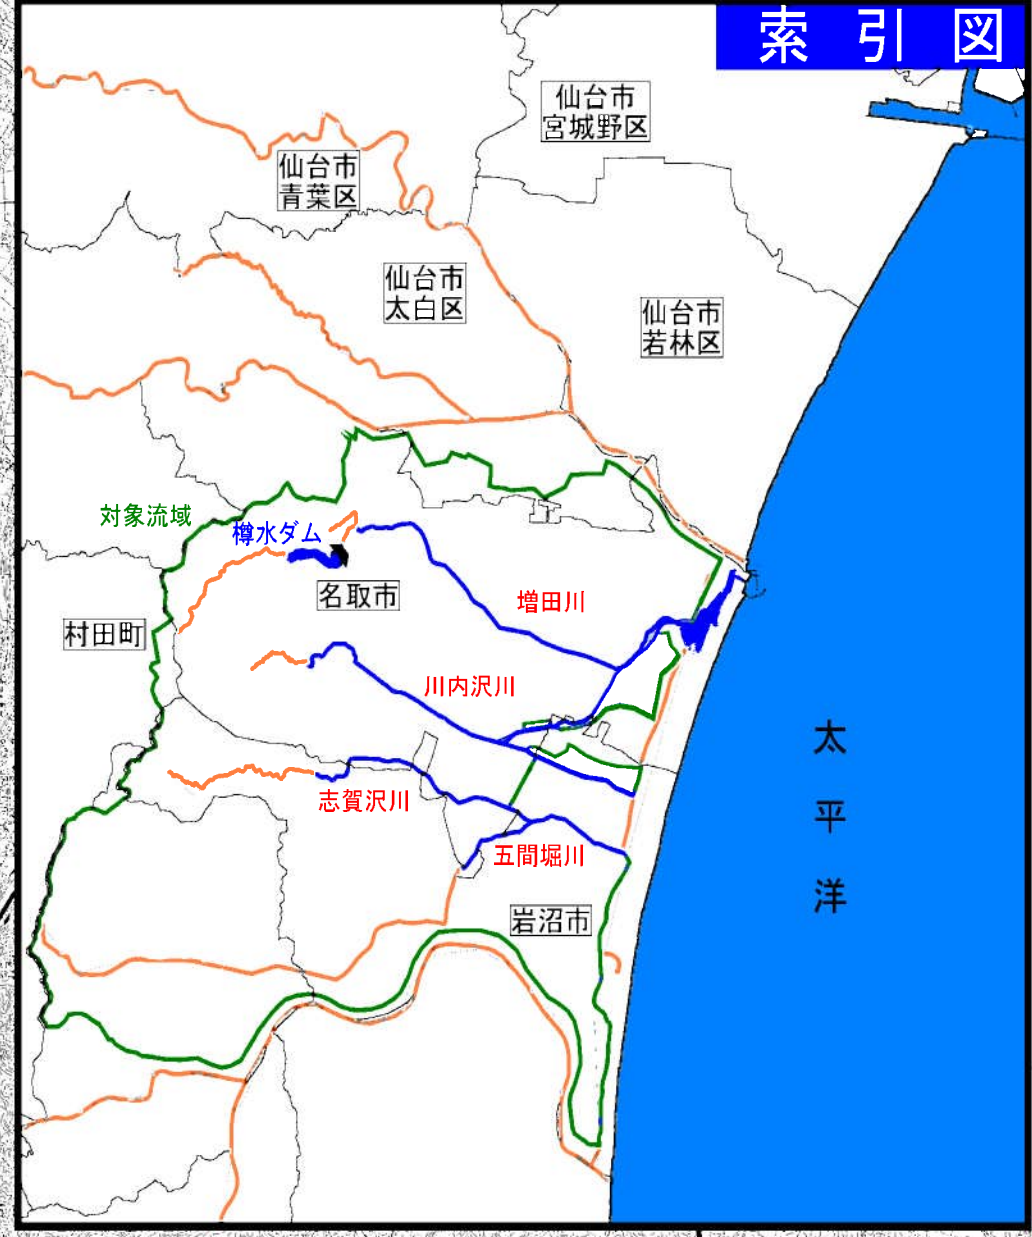 索引図
仙台市
宮城野区
仙台市
青葉区
仙台市
太白区
仙台市
若林区
対象流域
樽水ダム
名取市
増田川
村田町
川内沢川
太平洋
志賀沢川
五間堀川
岩沼市